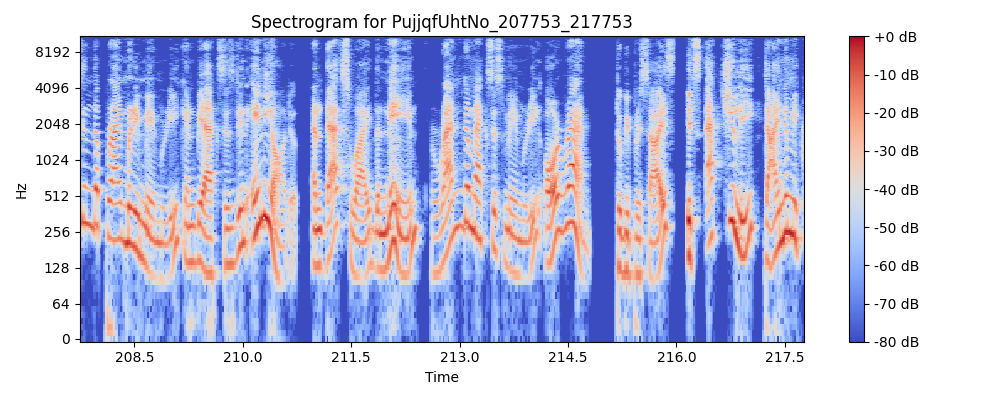 Spectrogram for PujjqfUhtNo_207753_217753
8192
4096
2048
1024
512
256
128
64
0
Hz
208.5 210.0 211.5 213.0 214.5 216.0 217.5
Time
+0 dB
-10 dB
-20 dB
-30 dB
-40 dB
-50 dB
-60 dB
-70 dB
-80 dB